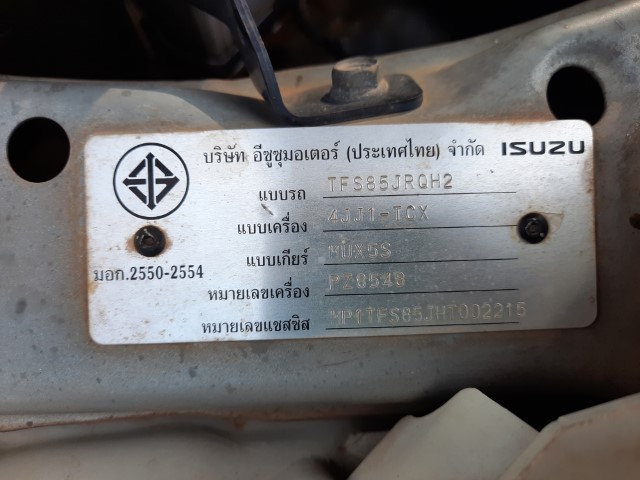 บริษัท อีซูซุมอเตอร์ (ประเทศไทย) จำกัด ISUZU
แบบรถ TFS85JRQH2
แบบเครื่อง 4JJ1-TCX
แบบเกียร์
มอก.2550-2554
หมายเลขเครื่อง
หมายเลขแชสซิส MP1TFS85JHT002215